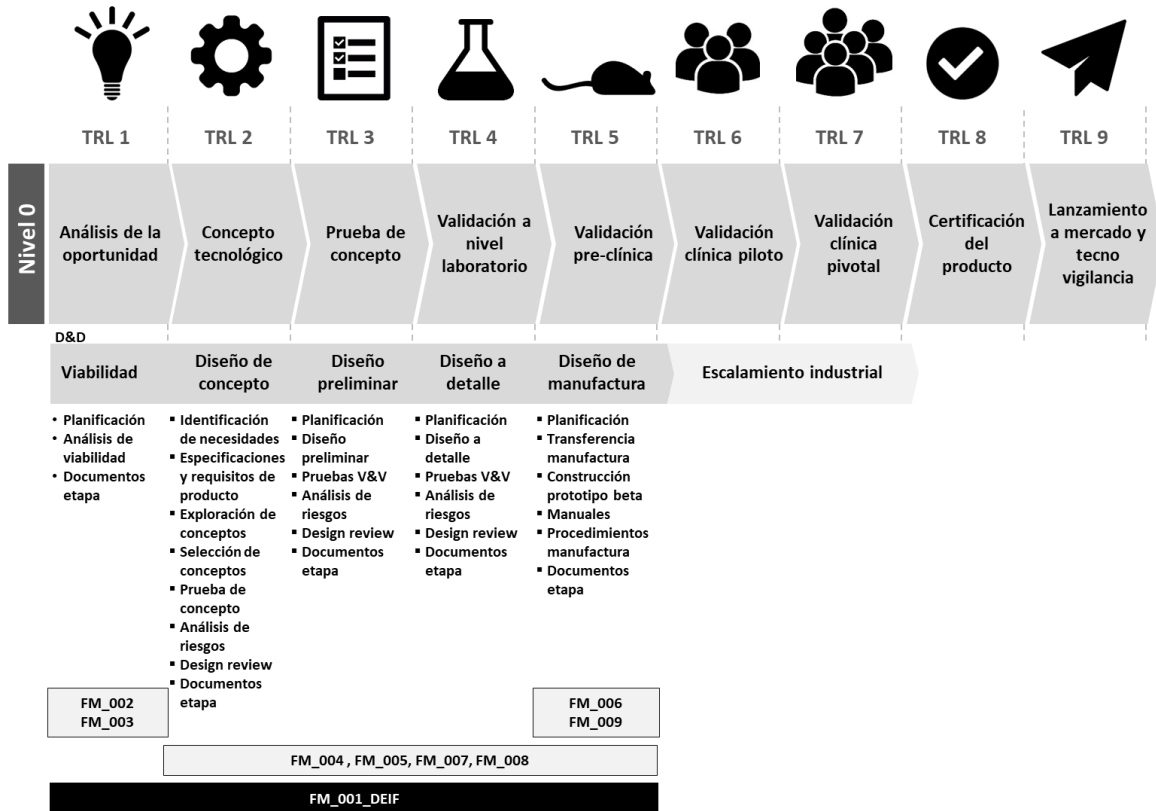 TRL 1
TRL 2
TRL 3
TRL 4
TRL 5
TRL 6
TRL 7
TRL 8
TRL 9
Nivel 0
Análisis de la
oportunidad
Concepto
tecnológico
Prueba de
concepto
Validación a
nivel
laboratorio
Validación
pre-clínica
Validación
clínica piloto
Validación
clínica
pivotal
Certificación
del
producto
Lanzamiento
a mercado y
tecno
vigilancia
D&D
Viabilidad
Diseño de
concepto
Diseño
preliminar
Diseño a
detalle
Diseño de
manufactura
Escalamiento industrial
• Planificación
• Análisis de
viabilidad
• Documentos
etapa
▪ Identificación
de necesidades
▪ Especificaciones
y requisitos de
producto
▪ Exploración de
conceptos
▪ Selección de
conceptos
▪ Prueba de
concepto
▪ Análisis de
riesgos
▪ Design review
▪ Documentos
etapa
▪ Planificación
▪ Diseño
preliminar
▪ Pruebas V&V
▪ Análisis de
riesgos
▪ Design review
▪ Documentos
etapa
▪ Planificación
▪ Diseño a
detalle
▪ Pruebas V&V
▪ Análisis de
riesgos
▪ Design review
▪ Documentos
etapa
▪ Planificación
▪ Transferencia
manufactura
▪ Construcción
prototipo beta
▪ Manuales
▪ Procedimientos
manufactura
▪ Documentos
etapa
FM_002
FM_003
FM_006
FM_009
FM_004 , FM_005, FM_007, FM_008
FM_001_DEIF